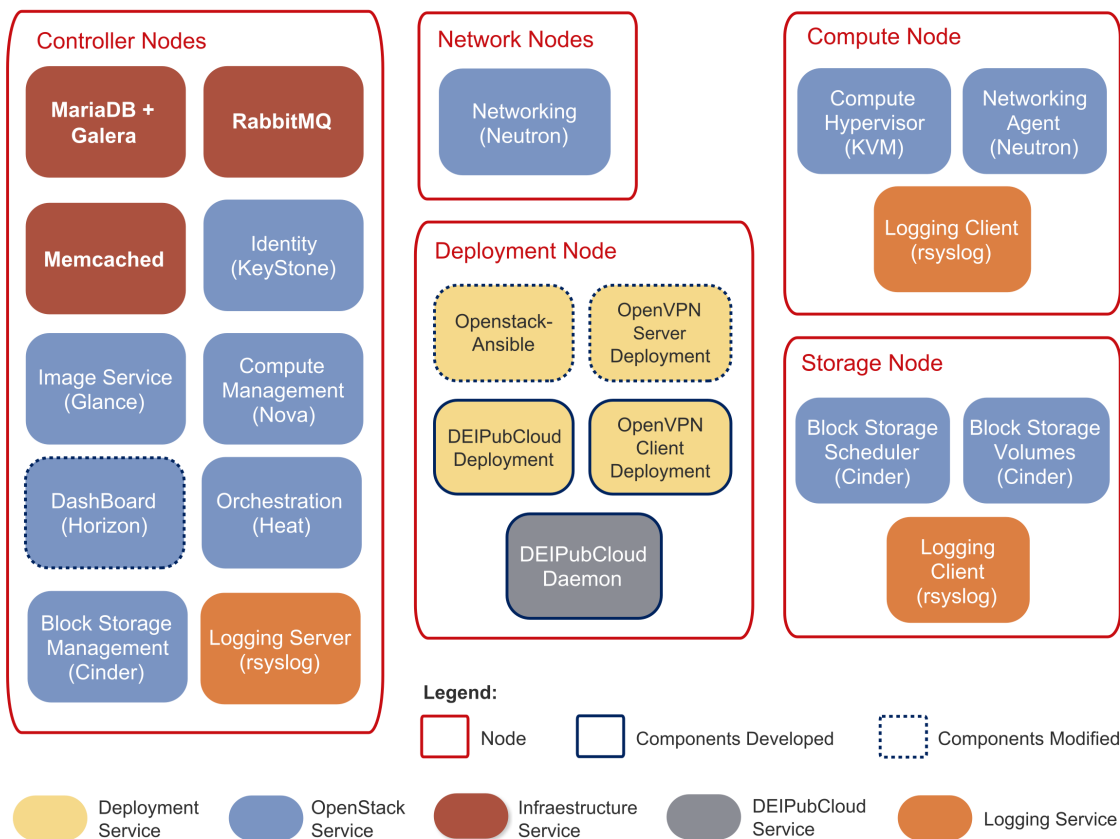 Controller Nodes
MariaDB +
Galera
RabbitMQ
Memcached
Identity
(KeyStone)
Image Service
(Glance)
Compute
Management
(Nova)
DashBoard
(Horizon)
Orchestration
(Heat)
Block Storage
Management
(Cinder)
Logging Server
(rsyslog)
Network Nodes
Networking
(Neutron)
Deployment Node
Openstack-
Ansible
OpenVPN
Server
Deployment
DEIPubCloud
Deployment
OpenVPN
Client
Deployment
DEIPubCloud
Daemon
Compute Node
Compute
Hypervisor
(KVM)
Networking
Agent
(Neutron)
Logging Client
(rsyslog)
Storage Node
Block Storage
Scheduler
(Cinder)
Block Storage
Volumes
(Cinder)
Logging
Client
(rsyslog)
Legend:
Node
Components Developed
Components Modified
Deployment
Service
OpenStack
Service
Infraestructure
Service
DEIPubCloud
Service
Logging Service